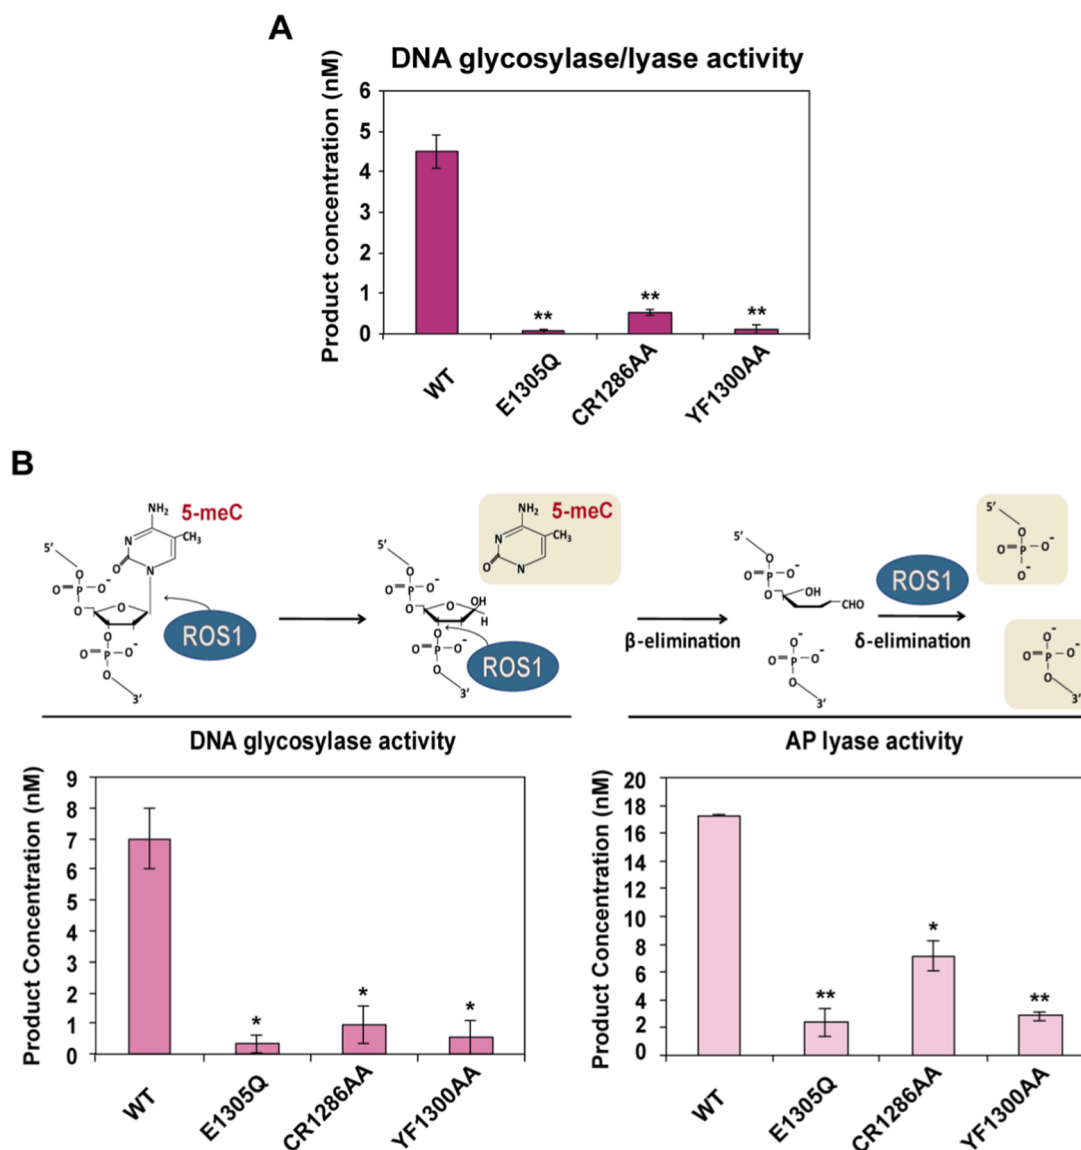 A
DNA glycosylase/lyase activity
Product concentration (nM)
6
5
4
3
2
1
0
**
**
**
WT
E1305Q
CR1286AA
YF1300AA
B
NH₂
5-meC
N
CH₃
O
N
5'
O
O=P-O⁻
O
O
O
O=P-O⁻
O
3'
ROS1
NH₂
5-meC
N
CH₃
O
N
5'
O
O=P-O⁻
O
O
OH
H
O
O=P-O⁻
O
3'
ROS1
β-elimination
5'
O
O=P-O⁻
O
OH
CHO
O⁻
O=P-O⁻
O
3'
ROS1
δ-elimination
5'
O
O=P-O⁻
O⁻
O⁻
O=P-O⁻
O
3'
DNA glycosylase activity
Product Concentration (nM)
9
8
7
6
5
4
3
2
1
0
*
*
*
WT
E1305Q
CR1286AA
YF1300AA
AP lyase activity
Product Concentration (nM)
20
18
16
14
12
10
8
6
4
2
0
**
*
**
WT
E1305Q
CR1286AA
YF1300AA